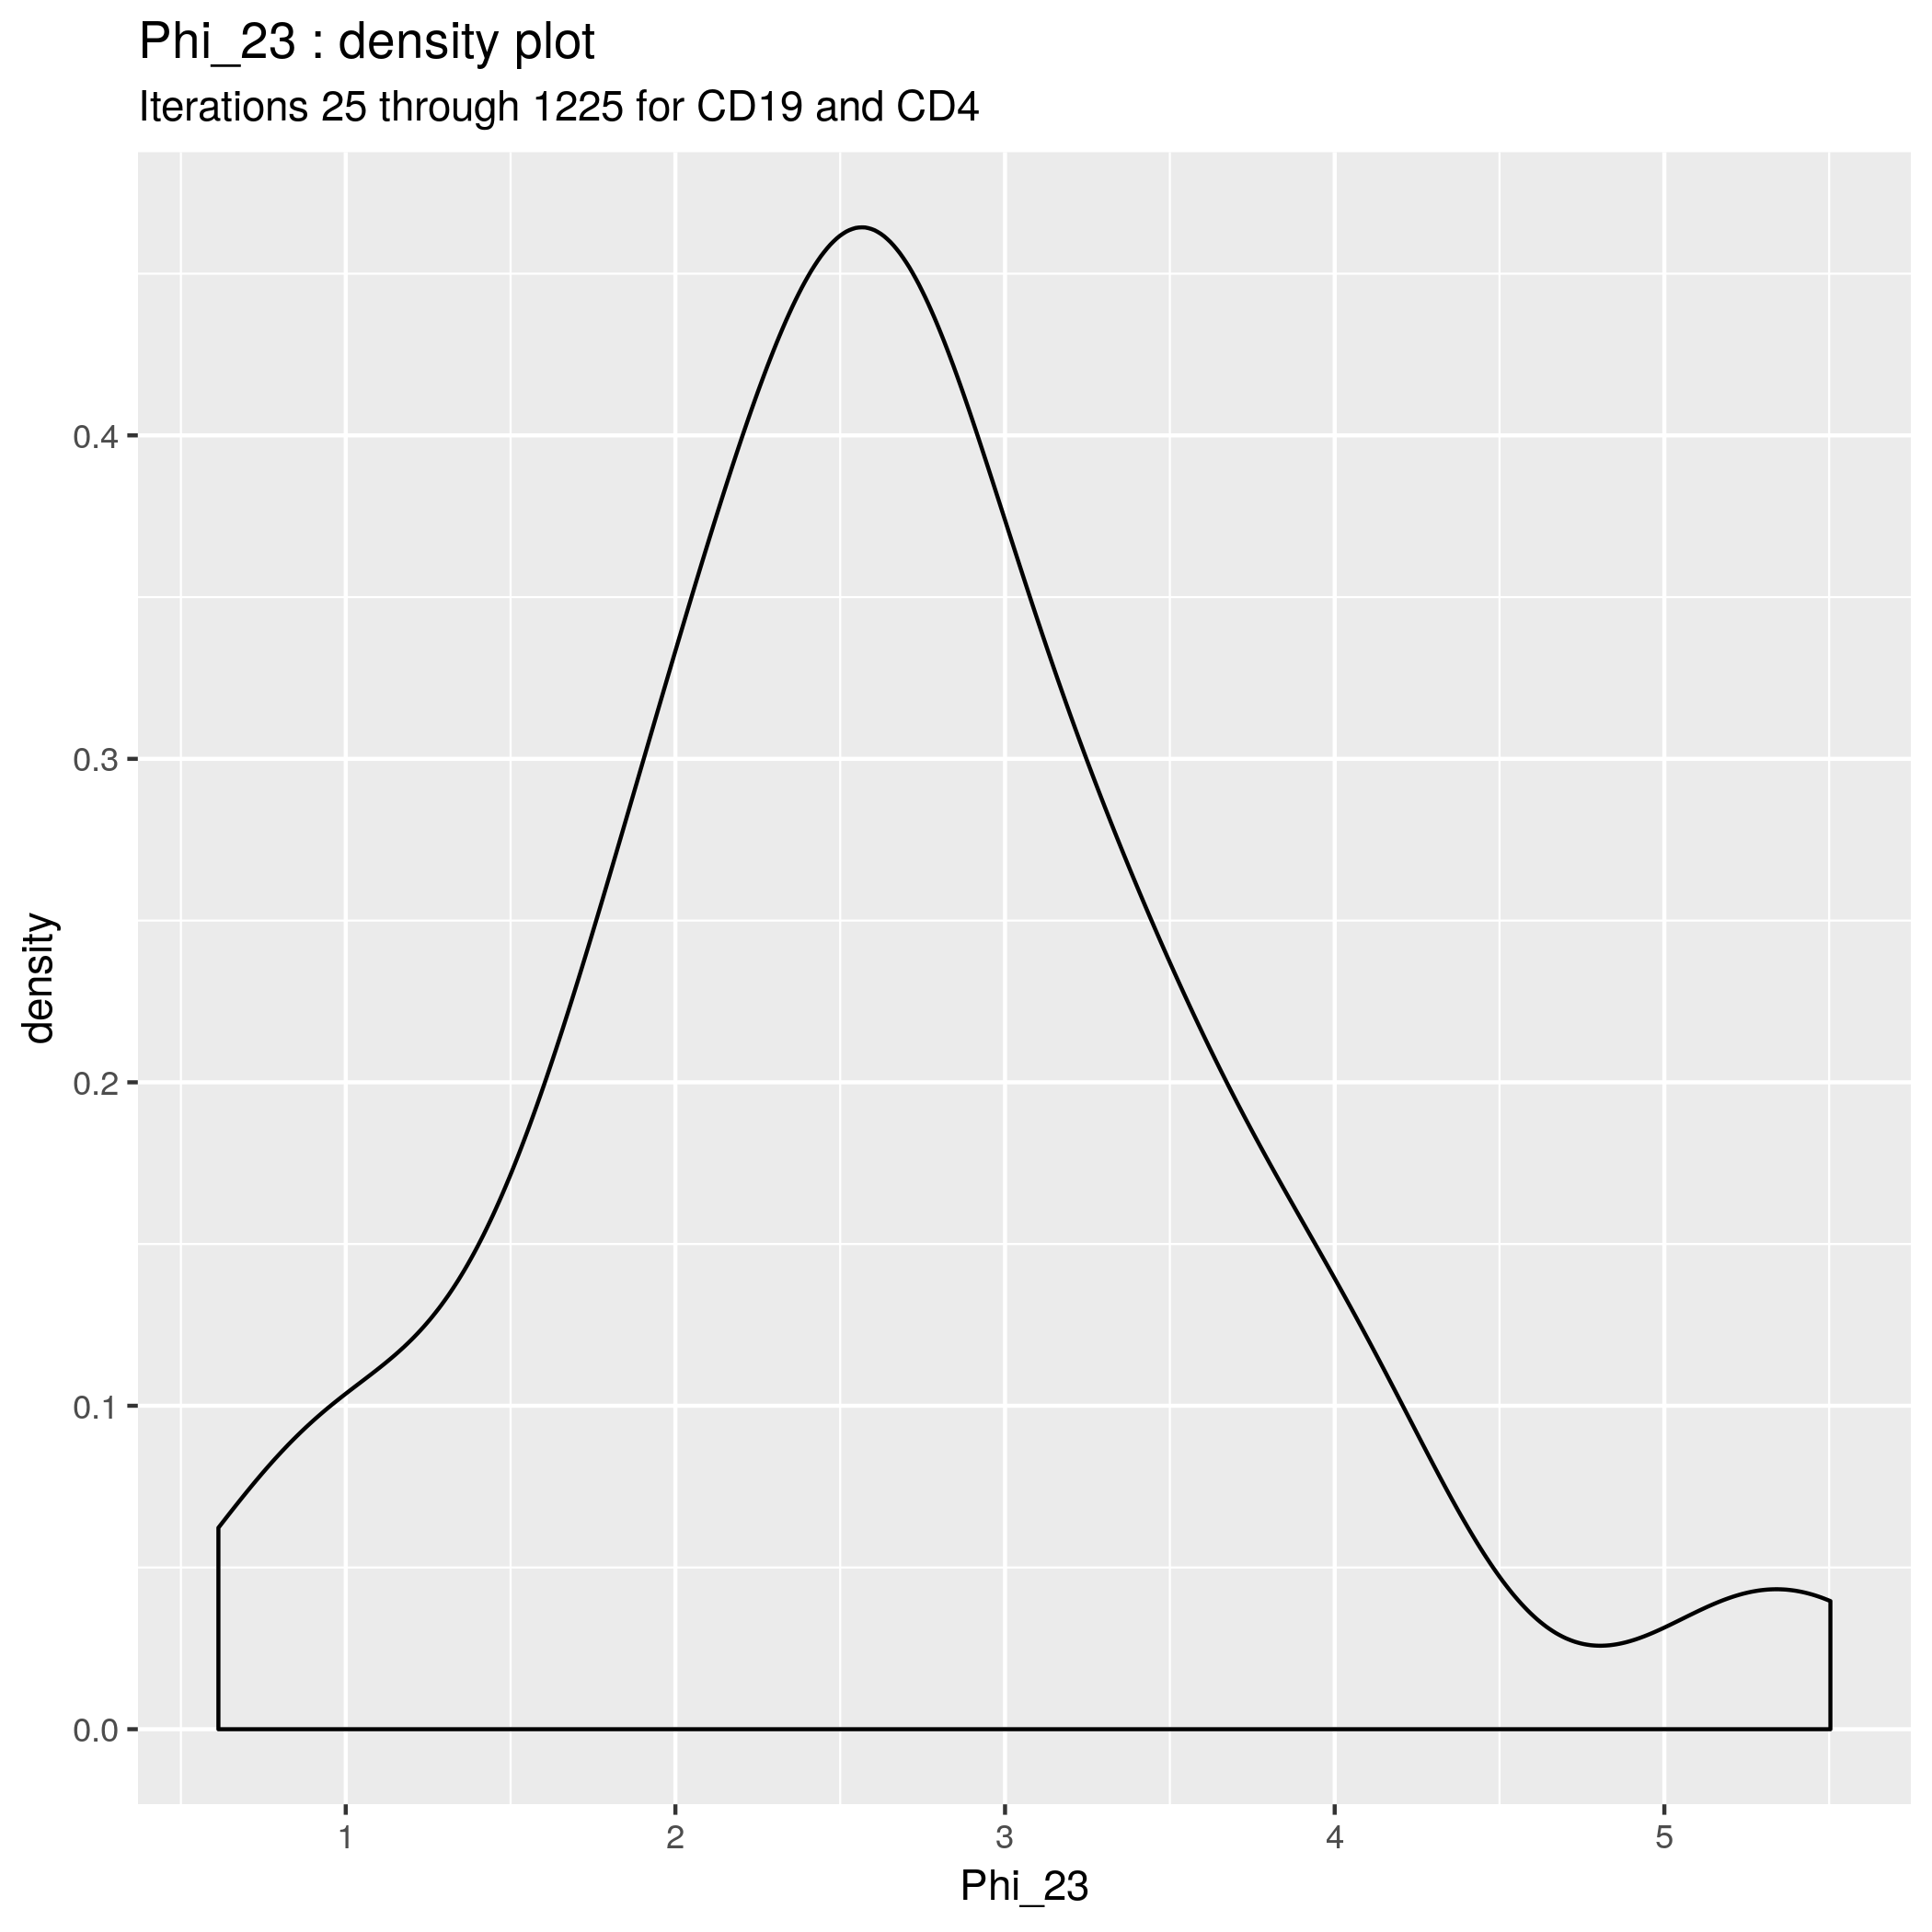 Phi_23 : density plot
Iterations 25 through 1225 for CD19 and CD4
density
0.4
0.3
0.2
0.1
0.0
1 2 3 4 5
Phi_23